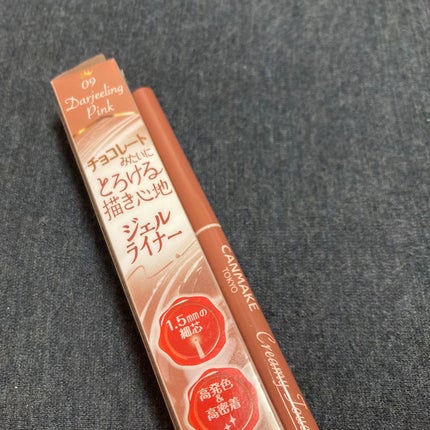 09
Darjeeling
Pink
チョコレート
みたいに
とろける
描き心地
ジェル
ライナー
1.5mmの
細芯
高発色&
高密着
CANMAKE
TOKYO
Creamy